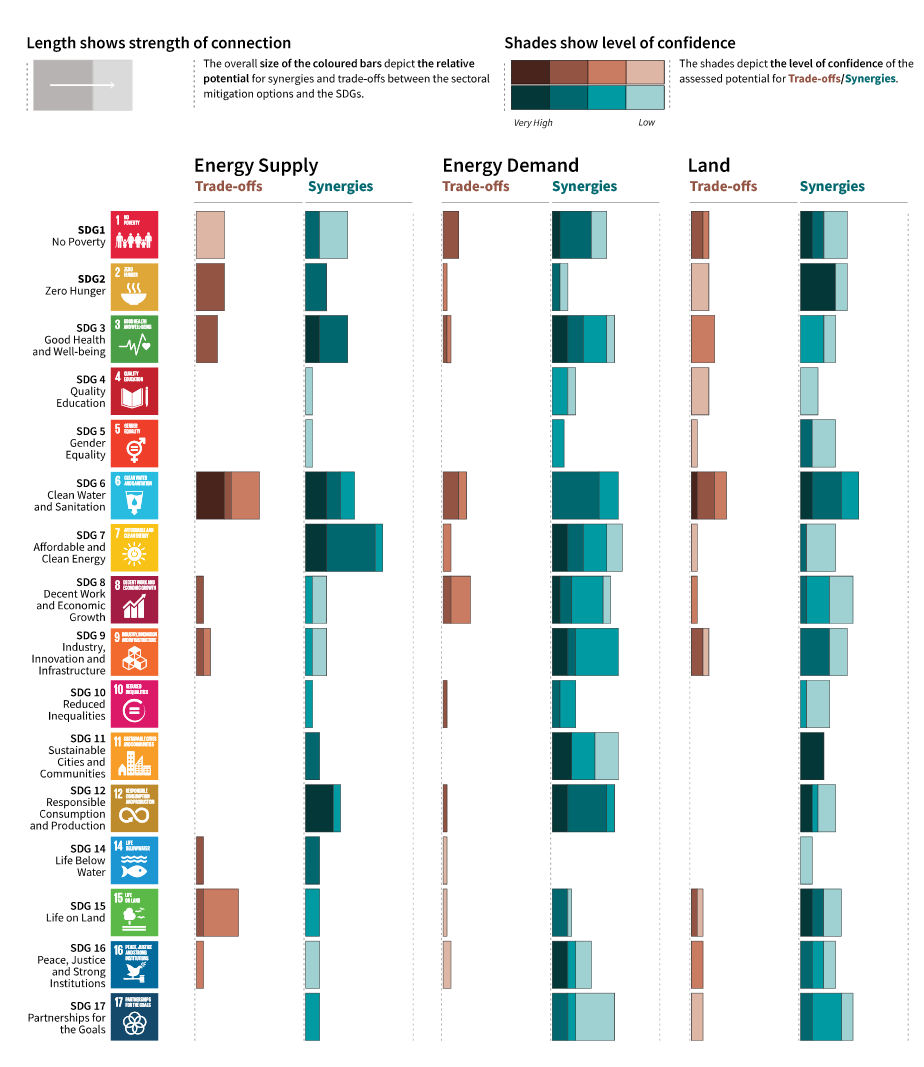 Length shows strength of connection
The overall size of the coloured bars depict the relative
potential for synergies and trade-offs between the sectoral
mitigation options and the SDGs.
Shades show level of confidence
The shades depict the level of confidence of the
assessed potential for Trade-offs/Synergies.
Very High
Low
Energy Supply
Trade-offs
Synergies
Energy Demand
Trade-offs
Synergies
Land
Trade-offs
Synergies
SDG1
No Poverty
1 NO
POVERTY
SDG2
Zero Hunger
2 ZERO
HUNGER
SDG 3
Good Health
and Well-being
3 GOOD HEALTH
AND WELL-BEING
SDG 4
Quality
Education
4 QUALITY
EDUCATION
SDG 5
Gender
Equality
5 GENDER
EQUALITY
SDG 6
Clean Water
and Sanitation
6 CLEAN WATER
AND SANITATION
SDG 7
Affordable and
Clean Energy
7 AFFORDABLE AND
CLEAN ENERGY
SDG 8
Decent Work
and Economic
Growth
8 DECENT WORK AND
ECONOMIC GROWTH
SDG 9
Industry,
Innovation and
Infrastructure
9 INDUSTRY, INNOVATION
AND INFRASTRUCTURE
SDG 10
Reduced
Inequalities
10 REDUCED
INEQUALITIES
SDG 11
Sustainable
Cities and
Communities
11 SUSTAINABLE CITIES
AND COMMUNITIES
SDG 12
Responsible
Consumption
and Production
12 RESPONSIBLE
CONSUMPTION
AND PRODUCTION
SDG 14
Life Below
Water
14 LIFE
BELOW WATER
SDG 15
Life on Land
15 LIFE
ON LAND
SDG 16
Peace, Justice
and Strong
Institutions
16 PEACE, JUSTICE
AND STRONG
INSTITUTIONS
SDG 17
Partnerships for
the Goals
17 PARTNERSHIPS
FOR THE GOALS